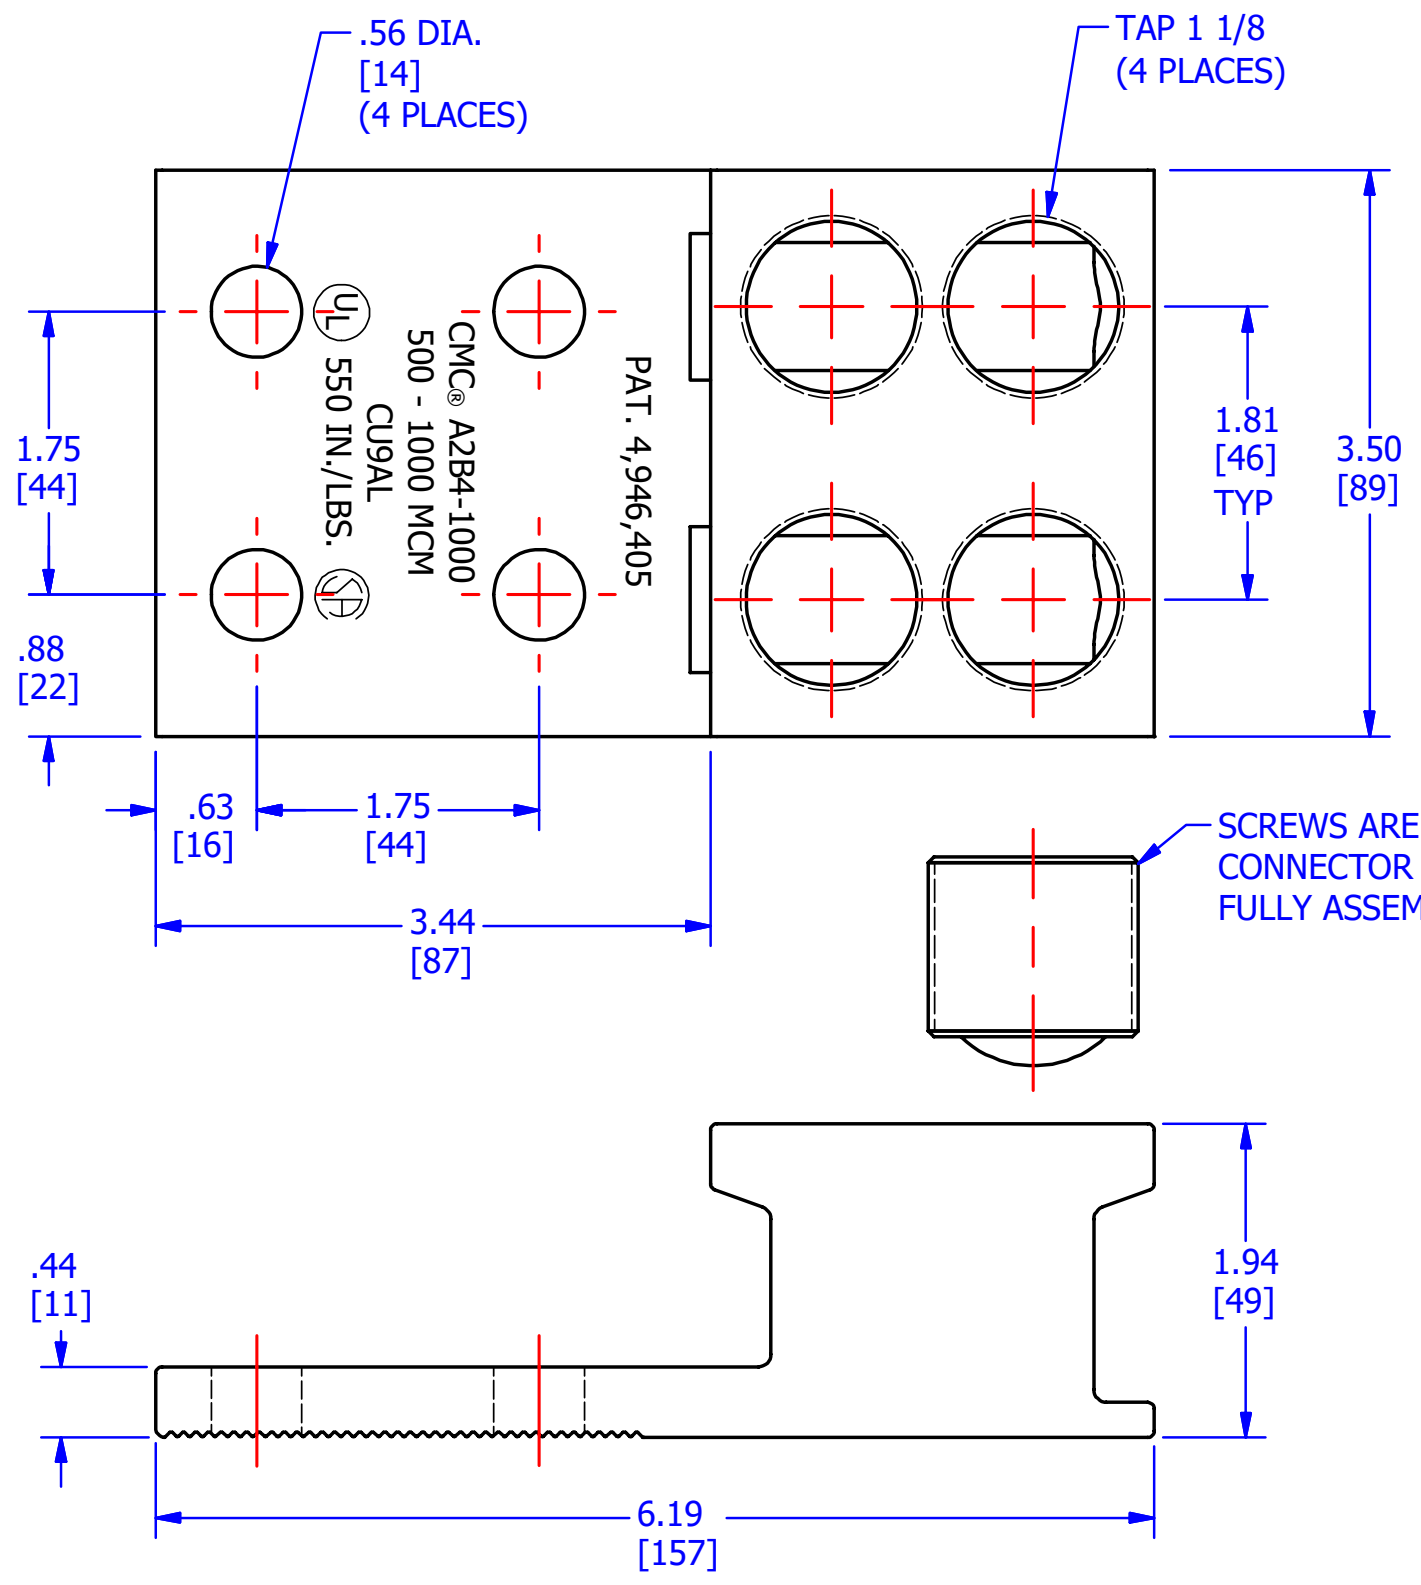 .56 DIA.
[14]
(4 PLACES)
TAP 1 1/8
(4 PLACES)
UL
550 IN./LBS.
CU9AL
500 - 1000 MCM
CMC® A2B4-1000
PAT. 4,946,405
1.75
[44]
.88
[22]
1.81
[46]
TYP
3.50
[89]
.63
[16]
1.75
[44]
3.44
[87]
SCREWS ARE
CONNECTOR
FULLY ASSEM
.44
[11]
1.94
[49]
6.19
[157]